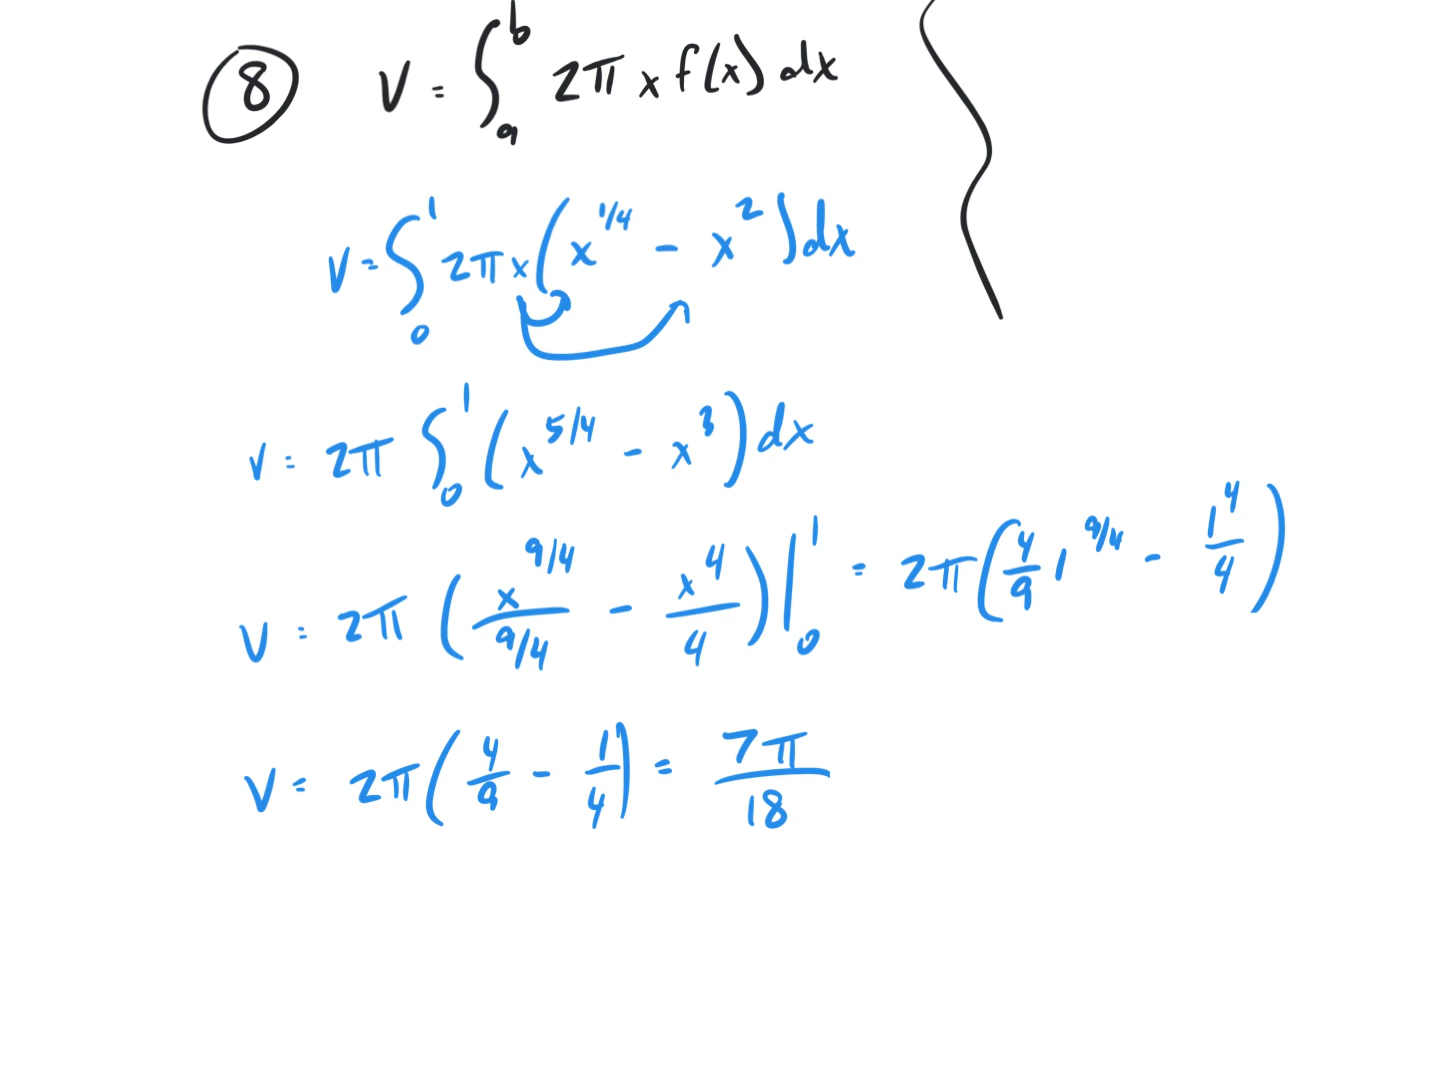 ⑧ V = ∫_a^b 2π x f(x) dx
V = ∫_0^1 2π x (x^{1/4} - x^2) dx
V = 2π ∫_0^1 (x^{5/4} - x^3) dx
V = 2π (x^{9/4}/(9/4) - x^4/4) |_0^1 = 2π (4/9 1^{9/4} - 1^4/4)
V = 2π (4/9 - 1/4) = 7π/18